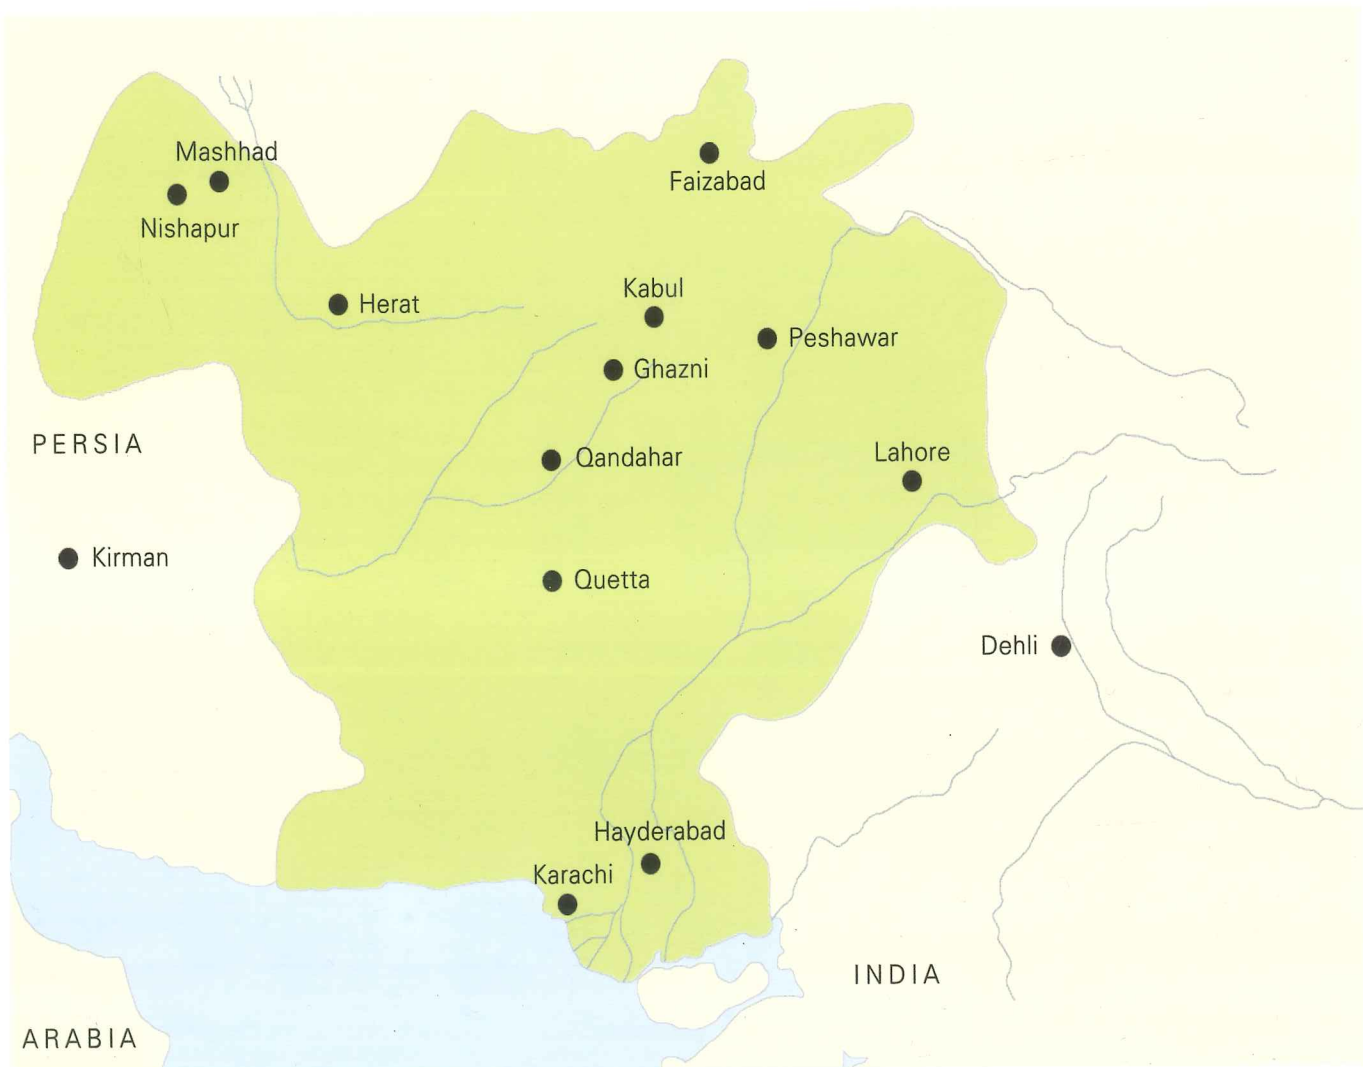 Mashhad
Faizabad
Nishapur
Kabul
Herat
Peshawar
Ghazni
PERSIA
Lahore
Qandahar
Kirman
Quetta
Dehli
Hayderabad
Karachi
INDIA
ARABIA